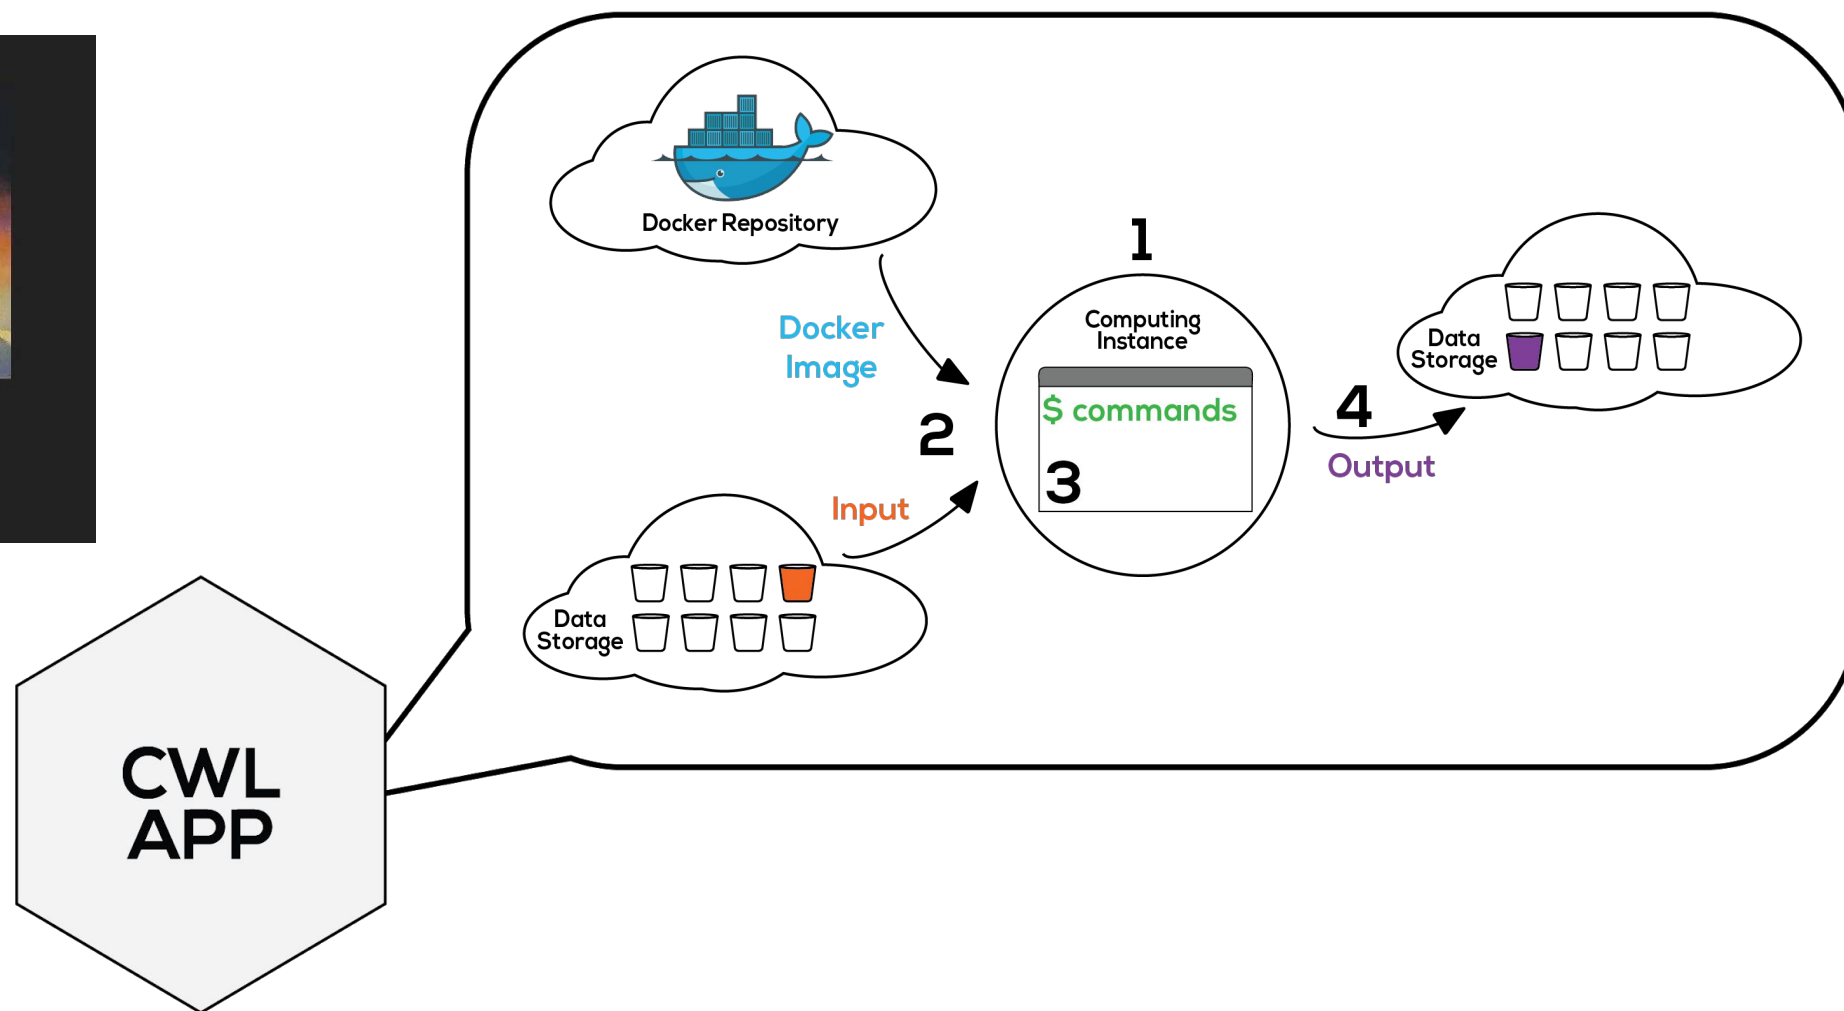 Docker Repository
1
Computing
Instance
Docker
Image
$ commands
2
3
Input
Data
Storage
4
Output
Data
Storage
CWL
APP